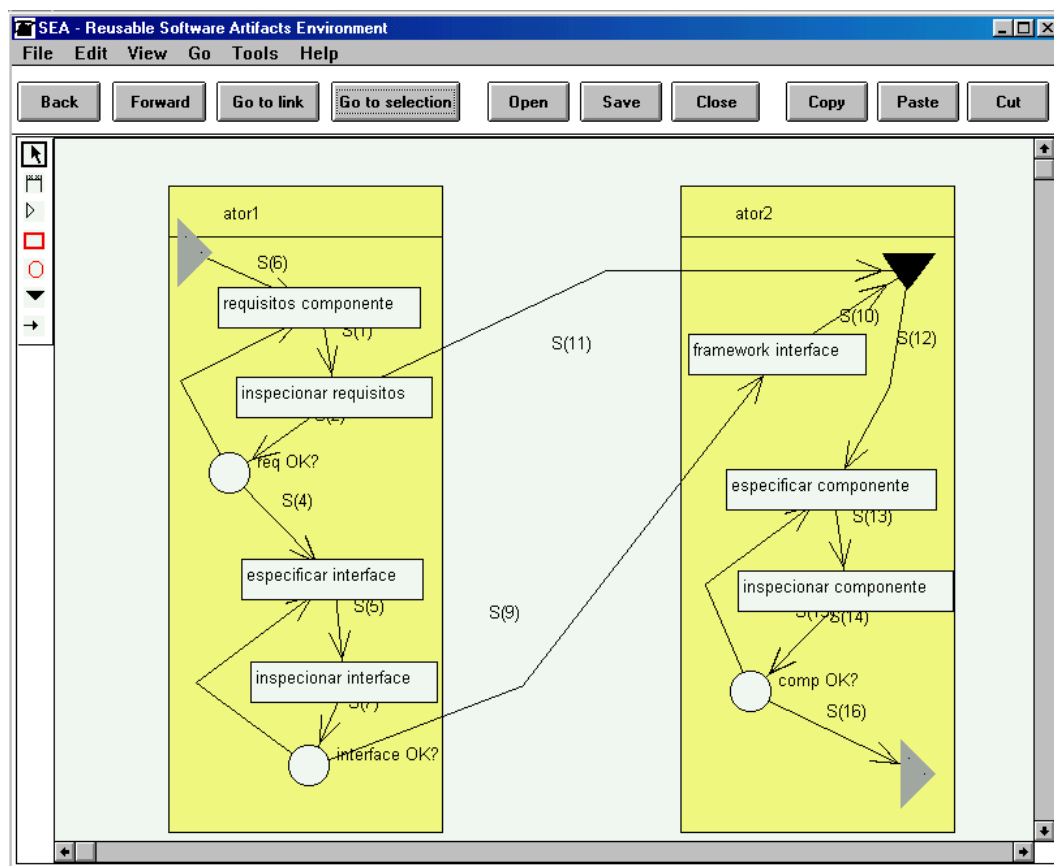 SEA - Reusable Software Artifacts Environment
File Edit View Go Tools Help
Back Forward Go to link Go to selection Open Save Close Copy Paste Cut
ator1
S(6)
requisitos componente
S(1)
inspecionar requisitos
S(2)
req OK?
S(4)
especificar interface
S(5)
inspecionar interface
S(7)
interface OK?
S(11)
S(9)
ator2
S(10)
S(12)
framework interface
especificar componente
S(13)
inspecionar componente
S(14)
comp OK?
S(16)